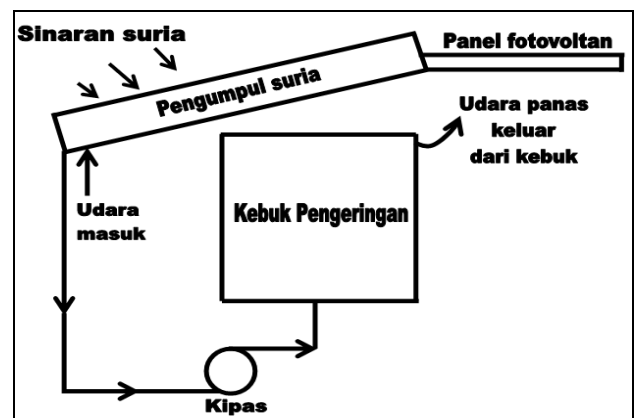 Sinaran suria
Panel fotovoltan
Pengumpul suria
Udara panas
keluar
dari kebuk
Udara
masuk
Kebuk Pengeringan
Kipas